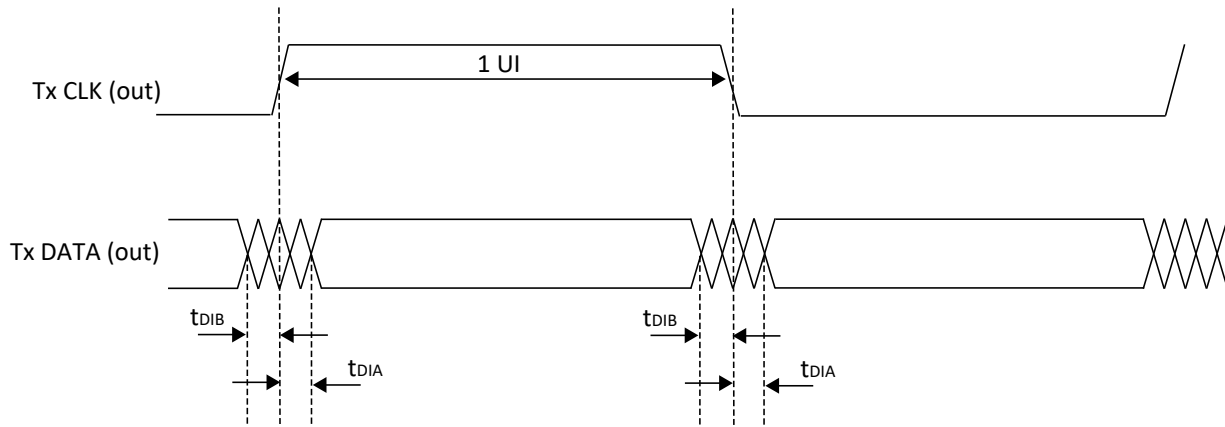 1 UI
Tx CLK (out)
Tx DATA (out)
tDIB
tDIB
tDIA
tDIA